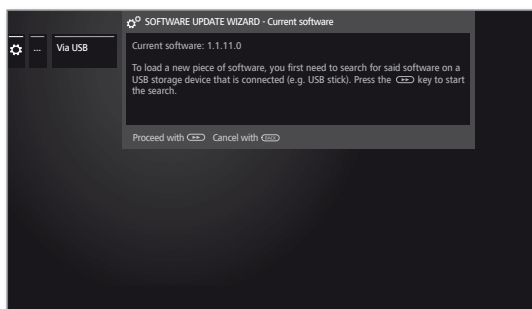 SOFTWARE UPDATE WIZARD - Current software
... Via USB
Current software: 1.1.11.0
To load a new piece of software, you first need to search for said software on a
USB storage device that is connected (e.g. USB stick). Press the ▶▶ key to start
the search.
Proceed with ▶▶ Cancel with BACK